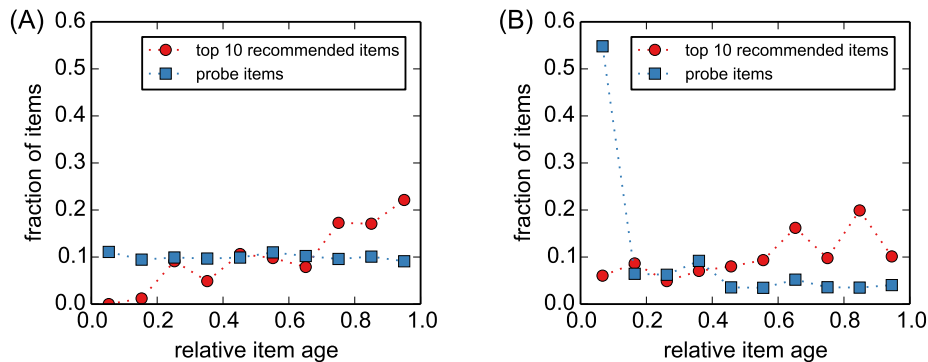 (A)
fraction of items
0.6
0.5
0.4
0.3
0.2
0.1
0.0
top 10 recommended items
probe items
0.0 0.2 0.4 0.6 0.8 1.0
relative item age
(B)
fraction of items
0.6
0.5
0.4
0.3
0.2
0.1
0.0
top 10 recommended items
probe items
0.0 0.2 0.4 0.6 0.8 1.0
relative item age